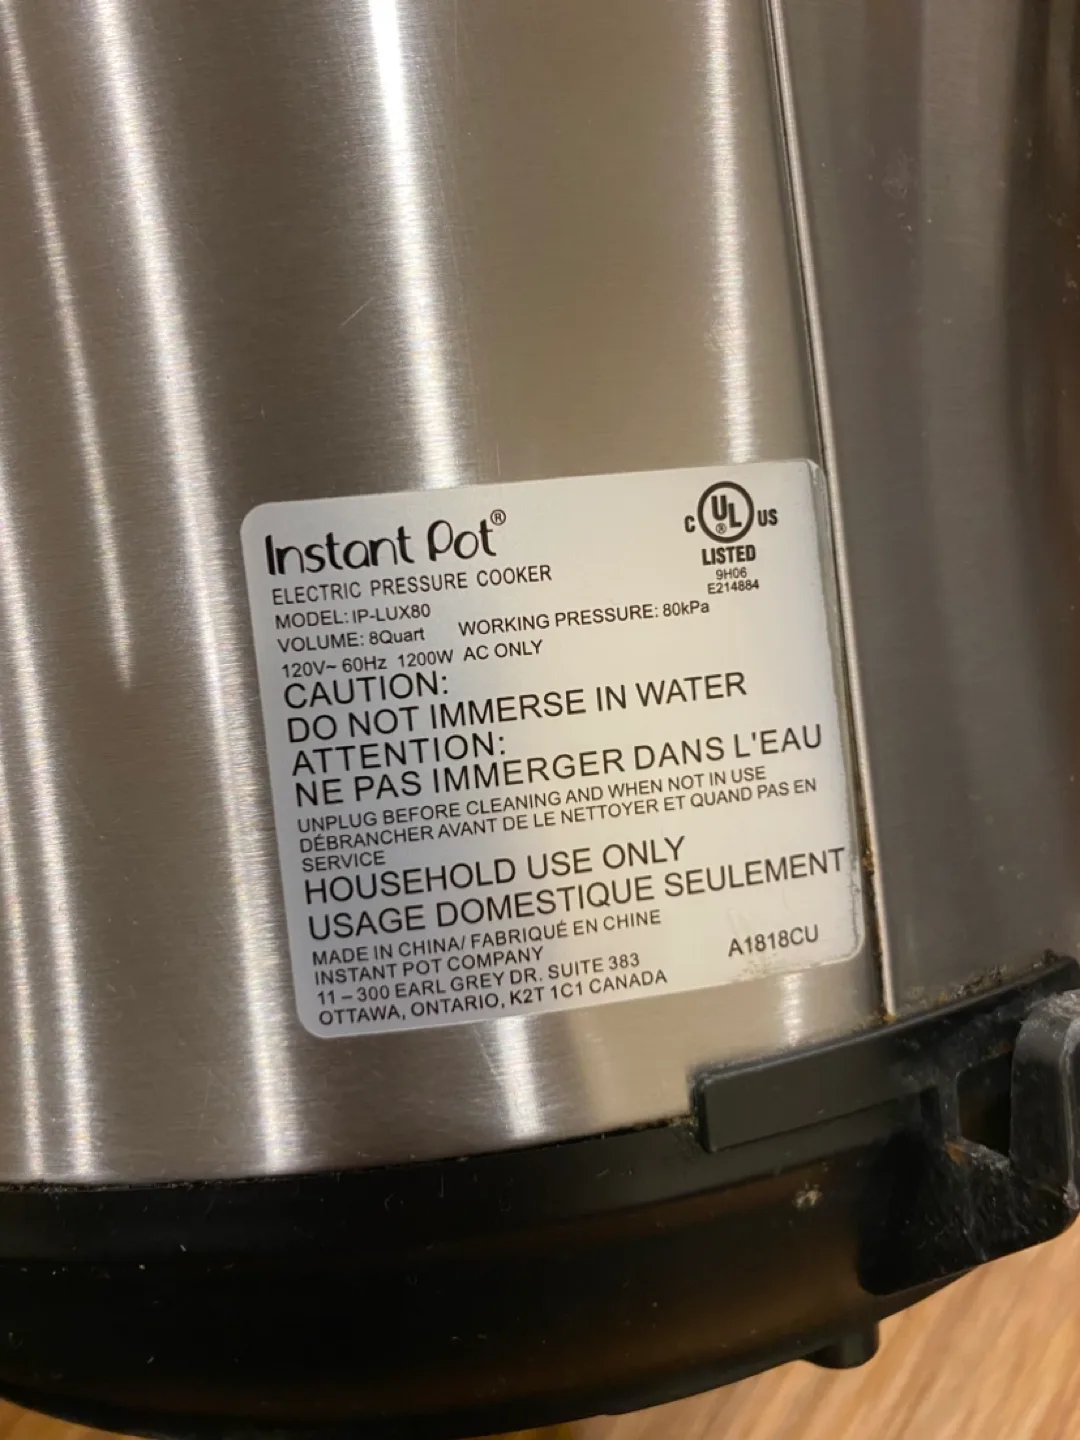 Instant Pot®
C UL® US
LISTED
9H06
E214884
ELECTRIC PRESSURE COOKER
MODEL: IP-LUX80
VOLUME: 8Quart WORKING PRESSURE: 80kPa
120V~ 60Hz 1200W AC ONLY
CAUTION:
DO NOT IMMERSE IN WATER
ATTENTION:
NE PAS IMMERGER DANS L'EAU
UNPLUG BEFORE CLEANING AND WHEN NOT IN USE
DÉBRANCHER AVANT DE LE NETTOYER ET QUAND PAS EN
SERVICE
HOUSEHOLD USE ONLY
USAGE DOMESTIQUE SEULEMENT
MADE IN CHINA/ FABRIQUÉ EN CHINE
INSTANT POT COMPANY
11 – 300 EARL GREY DR. SUITE 383
OTTAWA, ONTARIO, K2T 1C1 CANADA
A1818CU